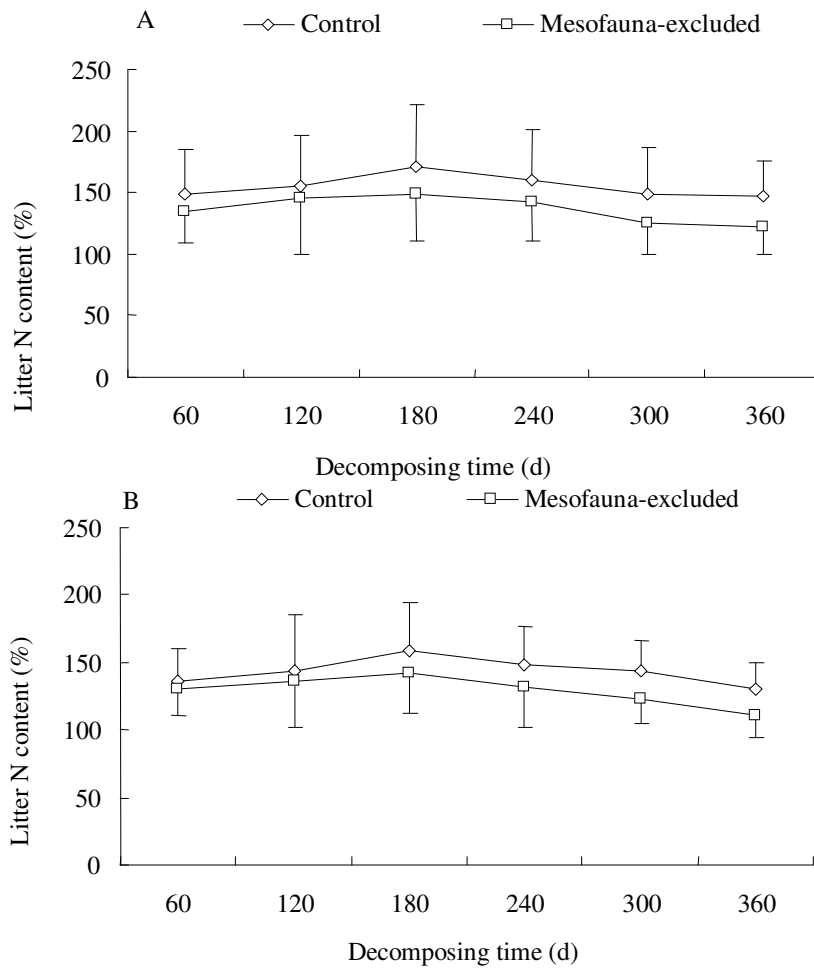 A
Control Mesofauna-excluded
250
200
150
100
50
0
Litter N content (%)
60 120 180 240 300 360
Decomposing time (d)
B
Control Mesofauna-excluded
250
200
150
100
50
0
Litter N content (%)
60 120 180 240 300 360
Decomposing time (d)